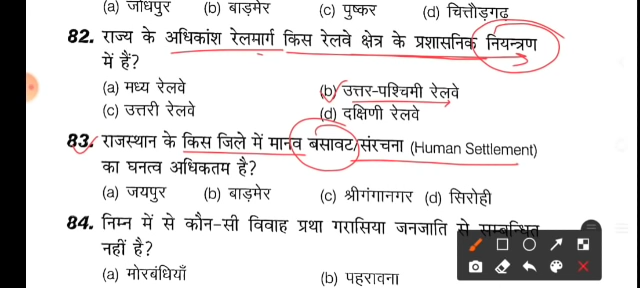 (a) जोधपुर (b) बाड़मेर (c) पुष्कर (d) चित्तौड़गढ़
82. राज्य के अधिकांश रेलमार्ग किस रेलवे क्षेत्र के प्रशासनिक नियन्त्रण
में हैं?
(a) मध्य रेलवे (b) उत्तर-पश्चिमी रेलवे
(c) उत्तरी रेलवे (d) दक्षिणी रेलवे
83. राजस्थान के किस जिले में मानव बसावट/संरचना (Human Settlement)
का घनत्व अधिकतम है?
(a) जयपुर (b) बाड़मेर (c) श्रीगंगानगर (d) सिरोही
84. निम्न में से कौन-सी विवाह प्रथा गरासिया जनजाति से सम्बन्धित
नहीं है?
(a) मोरबंधियाँ (b) पहरावना